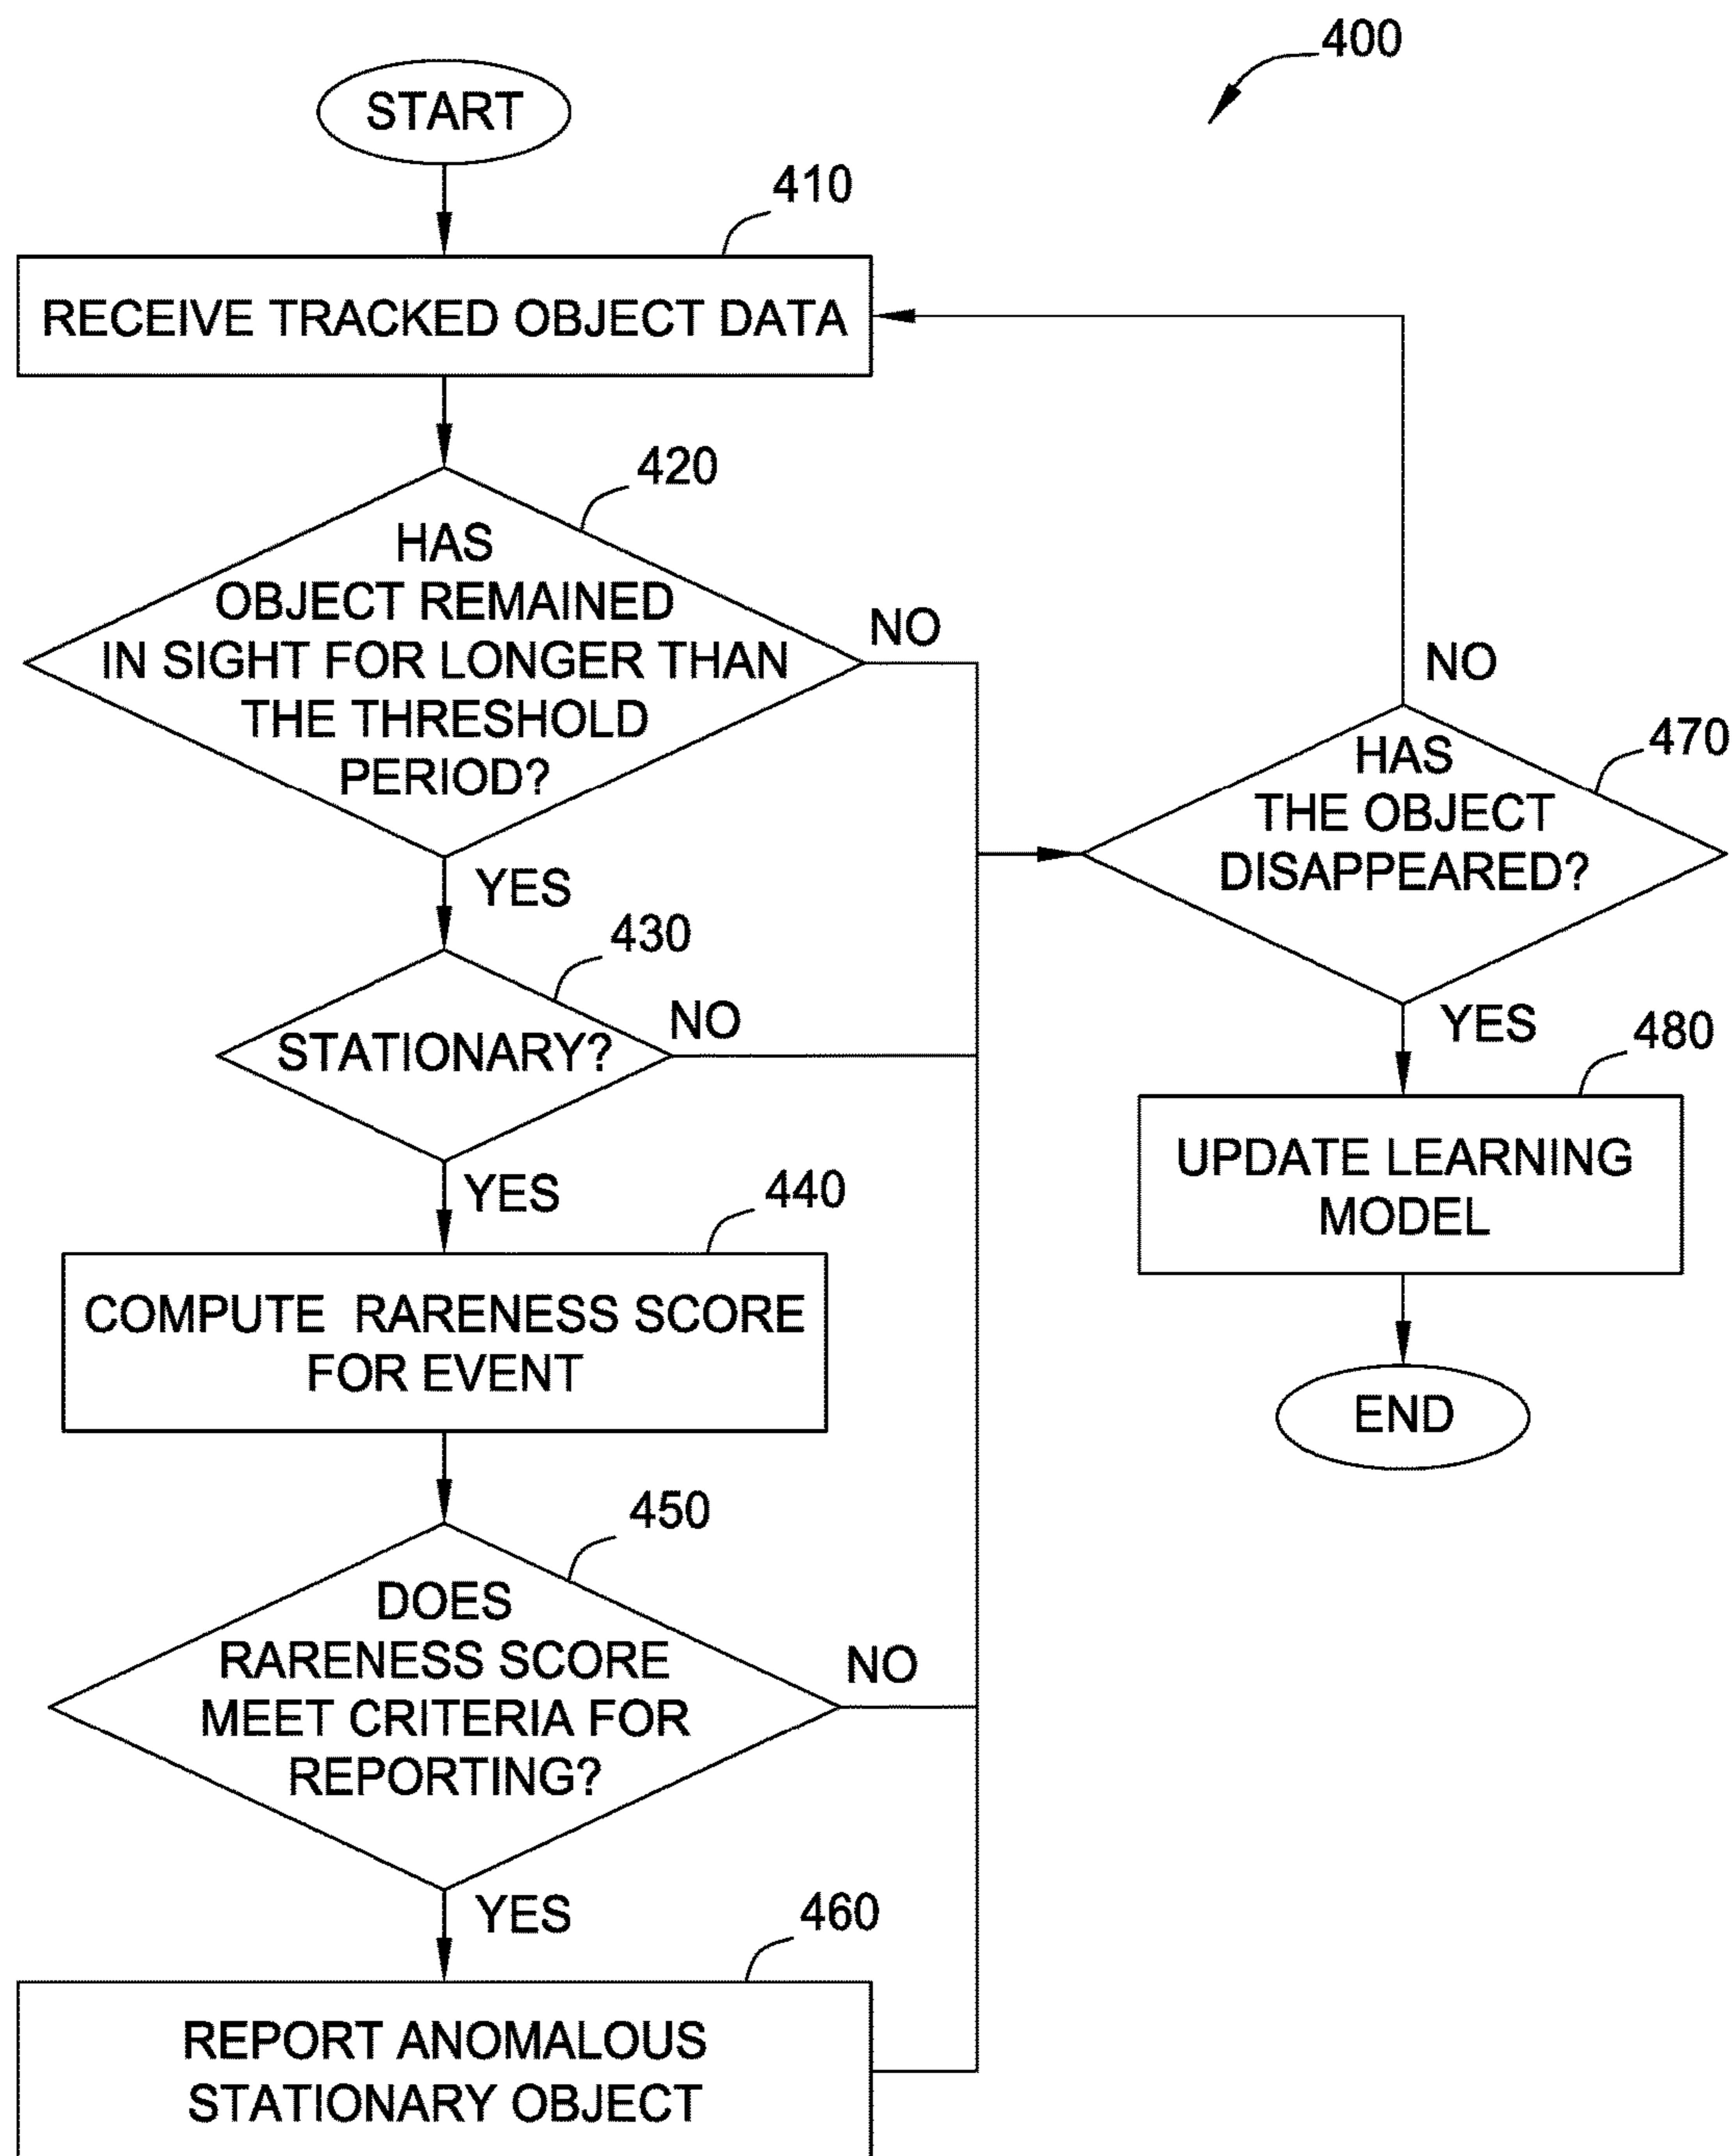 400
START
410
RECEIVE TRACKED OBJECT DATA
420
HAS
OBJECT REMAINED
IN SIGHT FOR LONGER THAN
THE THRESHOLD
PERIOD?
NO
YES
430
STATIONARY?
NO
YES
440
COMPUTE RARENESS SCORE
FOR EVENT
450
DOES
RARENESS SCORE
MEET CRITERIA FOR
REPORTING?
NO
YES
460
REPORT ANOMALOUS
STATIONARY OBJECT
NO
470
HAS
THE OBJECT
DISAPPEARED?
YES
480
UPDATE LEARNING
MODEL
END